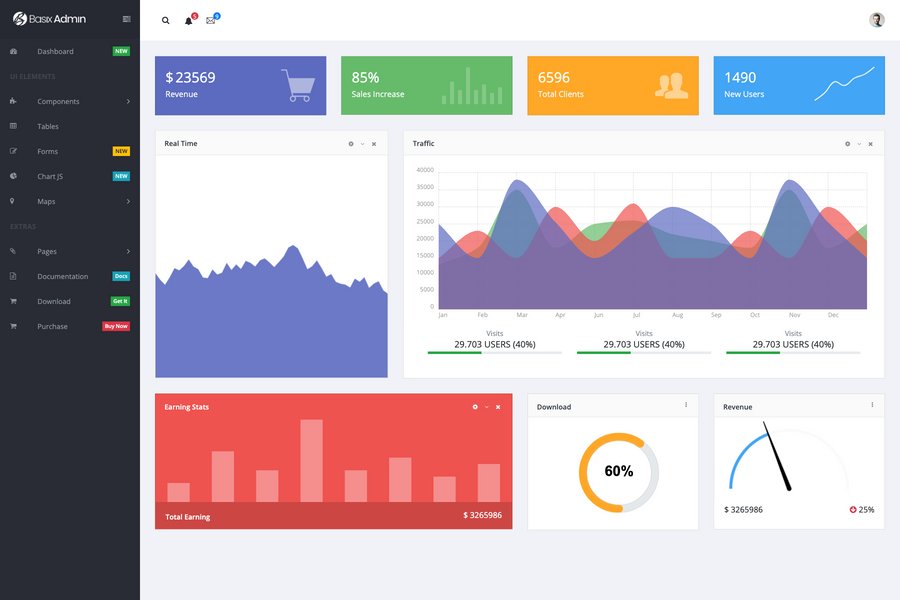 Basix Admin
5
5
Dashboard NEW
UI ELEMENTS
Components
Tables
Forms NEW
Chart JS NEW
Maps
EXTRAS
Pages
Documentation Docs
Download Get It
Purchase Buy Now
$ 23569
Revenue
85%
Sales Increase
6596
Total Clients
1490
New Users
Real Time
Traffic
40000
35000
30000
25000
20000
15000
10000
5000
0
Jan Feb Mar Apr Jun Jul Aug Sep Oct Nov Dec
Visits
29.703 USERS (40%)
Visits
29.703 USERS (40%)
Visits
29.703 USERS (40%)
Earning Stats
Total Earning $ 3265986
Download
60%
Revenue
$ 3265986 25%